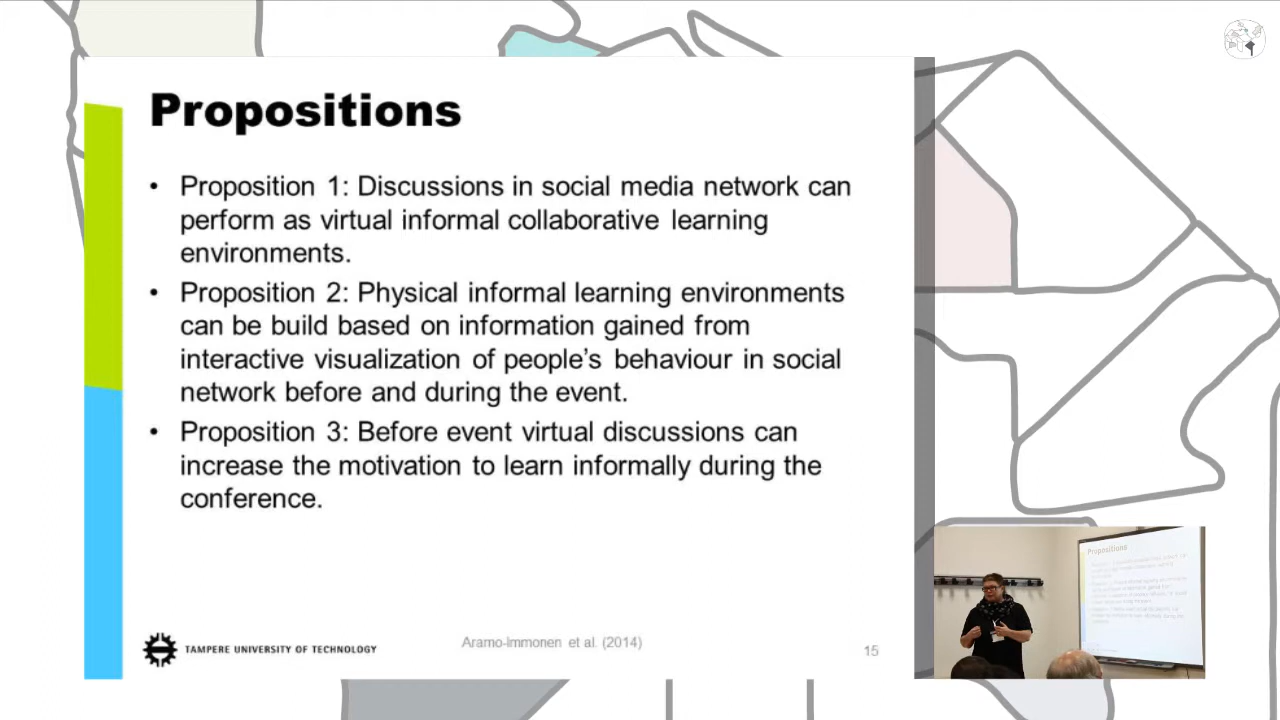 Propositions
• Proposition 1: Discussions in social media network can
perform as virtual informal collaborative learning
environments.
• Proposition 2: Physical informal learning environments
can be build based on information gained from
interactive visualization of people's behaviour in social
network before and during the event.
• Proposition 3: Before event virtual discussions can
increase the motivation to learn informally during the
conference.
TAMPERE UNIVERSITY OF TECHNOLOGY
Aramo-Immonen et al. (2014)
15
Propositions